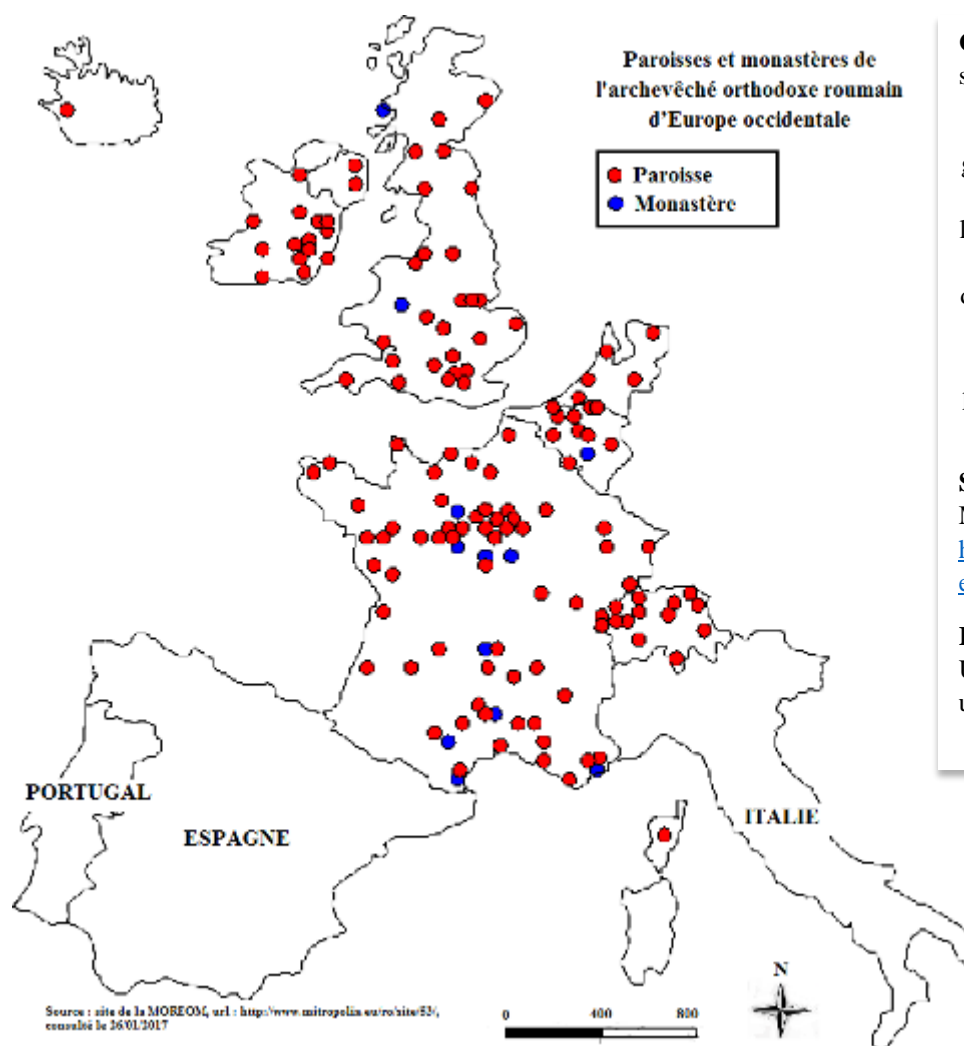 Paroisses et monastères de
l'archevêché orthodoxe roumain
d'Europe occidentale
Paroisse
Monastère
PORTUGAL
ESPAGNE
ITALIE
N
Source : site de la MOREOM, url : http://www.mitropolia.eu/ro/site/53/,
consulté le 26/01/2017
0 400 800